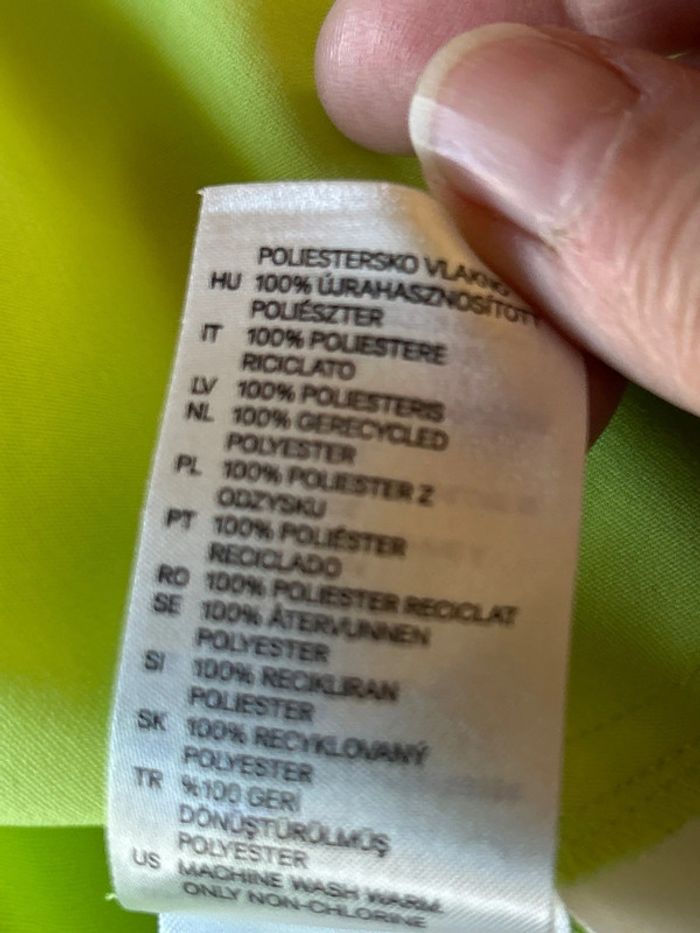 POLIESTERSKO VLAKNO
HU 100% ÚJRAHASZNOSÍTOTT
POLIÉSZTER
IT 100% POLIESTERE
RICICLATO
LV 100% POLIESTERIS
NL 100% GERECYCLED
POLYESTER
PL 100% POLIESTER Z
ODZYSKU
PT 100% POLIÉSTER
RECICLADO
RO 100% POLIESTER RECICLAT
SE 100% ÅTERVUNNEN
POLYESTER
SI 100% RECIKLIRAN
POLIESTER
SK 100% RECYKLOVANÝ
POLYESTER
TR %100 GERİ
DÖNÜŞTÜRÜLMÜŞ
POLYESTER
US MACHINE WASH WARM.
ONLY NON-CHLORINE